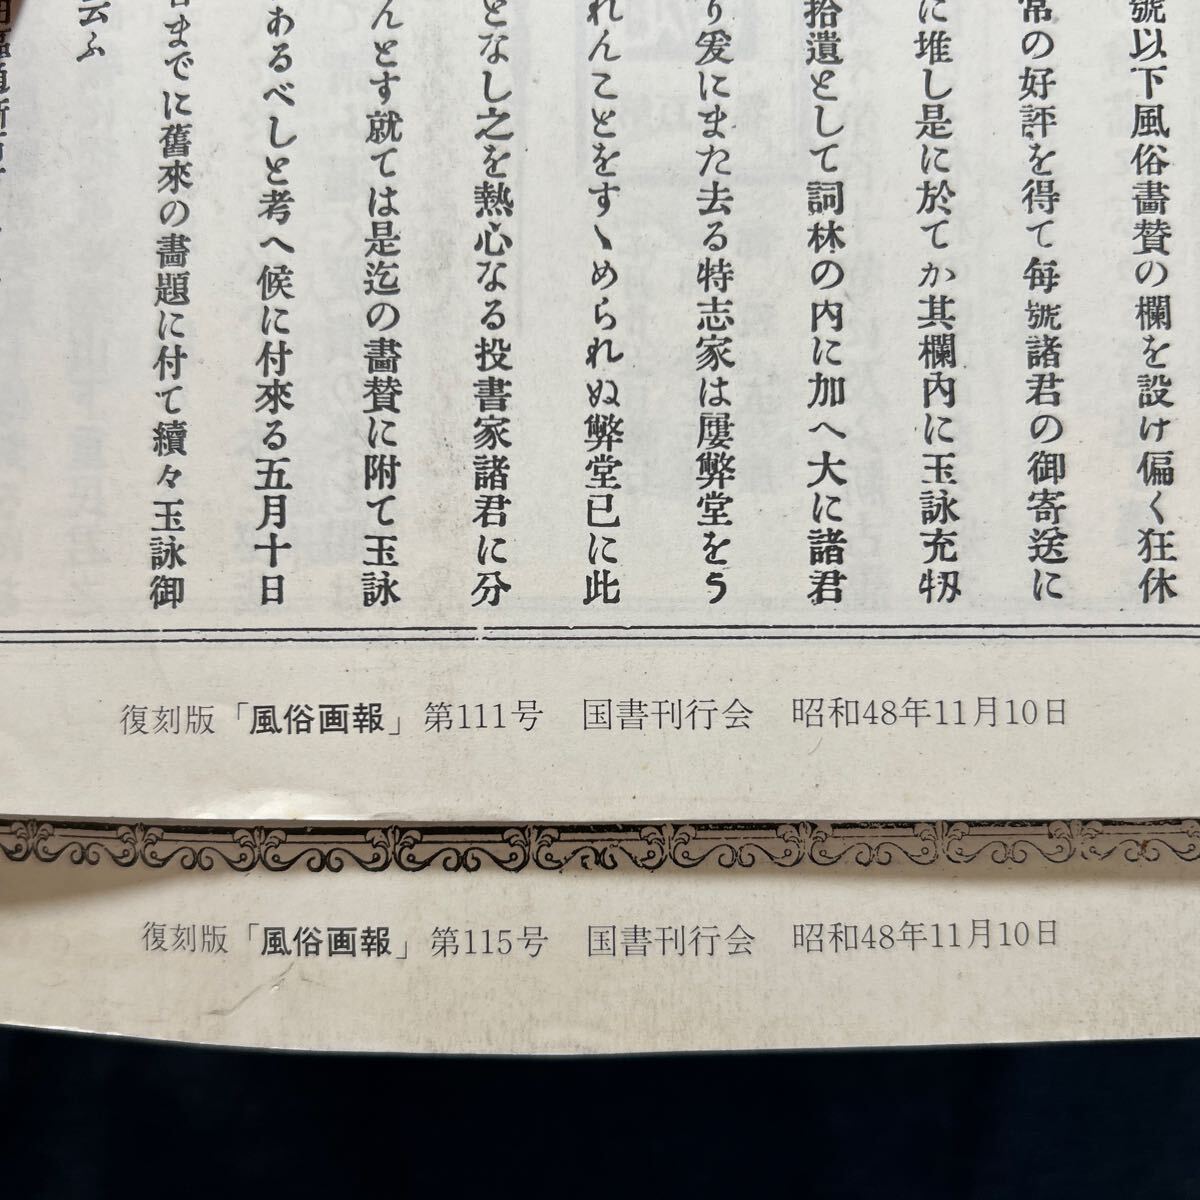 號以下風俗畵賛の欄を設け偏く狂休
常の好評を得て毎號諸君の御寄送に
に堆し是に於てか其欄內に玉詠充牣
拾遺として詞林の內に加へ大に諸君
り爰にまた去る特志家は屢弊堂をう
れんことをすゝめられぬ弊堂已に此
となし之を熱心なる投書家諸君に分
んとす就ては是迄の畵賛に附て玉詠
あるべしと考へ候に付來る五月十日
までに舊來の畵題に付て續々玉詠御
云ふ
復刻版「風俗画報」第111号　国書刊行会　昭和48年11月10日
復刻版「風俗画報」第115号　国書刊行会　昭和48年11月10日